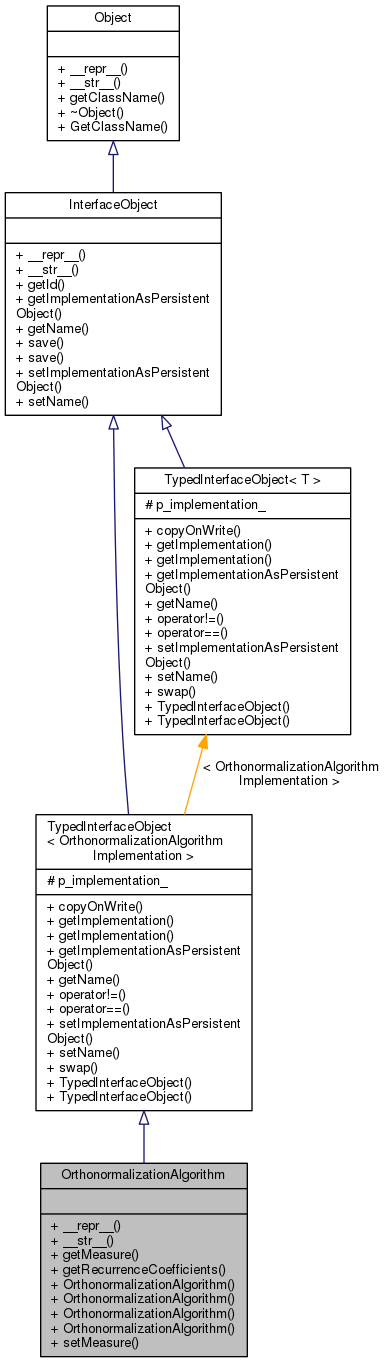 Object
+ __repr__()
+ __str__()
+ getClassName()
+ ~Object()
+ GetClassName()
InterfaceObject
+ __repr__()
+ __str__()
+ getId()
+ getImplementationAsPersistent
Object()
+ getName()
+ save()
+ save()
+ setImplementationAsPersistent
Object()
+ setName()
TypedInterfaceObject< T >
# p_implementation_
+ copyOnWrite()
+ getImplementation()
+ getImplementation()
+ getImplementationAsPersistent
Object()
+ getName()
+ operator!=()
+ operator==()
+ setImplementationAsPersistent
Object()
+ setName()
+ swap()
+ TypedInterfaceObject()
+ TypedInterfaceObject()
< OrthonormalizationAlgorithm
Implementation >
TypedInterfaceObject
< OrthonormalizationAlgorithm
Implementation >
# p_implementation_
+ copyOnWrite()
+ getImplementation()
+ getImplementation()
+ getImplementationAsPersistent
Object()
+ getName()
+ operator!=()
+ operator==()
+ setImplementationAsPersistent
Object()
+ setName()
+ swap()
+ TypedInterfaceObject()
+ TypedInterfaceObject()
OrthonormalizationAlgorithm
+ __repr__()
+ __str__()
+ getMeasure()
+ getRecurrenceCoefficients()
+ OrthonormalizationAlgorithm()
+ OrthonormalizationAlgorithm()
+ OrthonormalizationAlgorithm()
+ OrthonormalizationAlgorithm()
+ setMeasure()